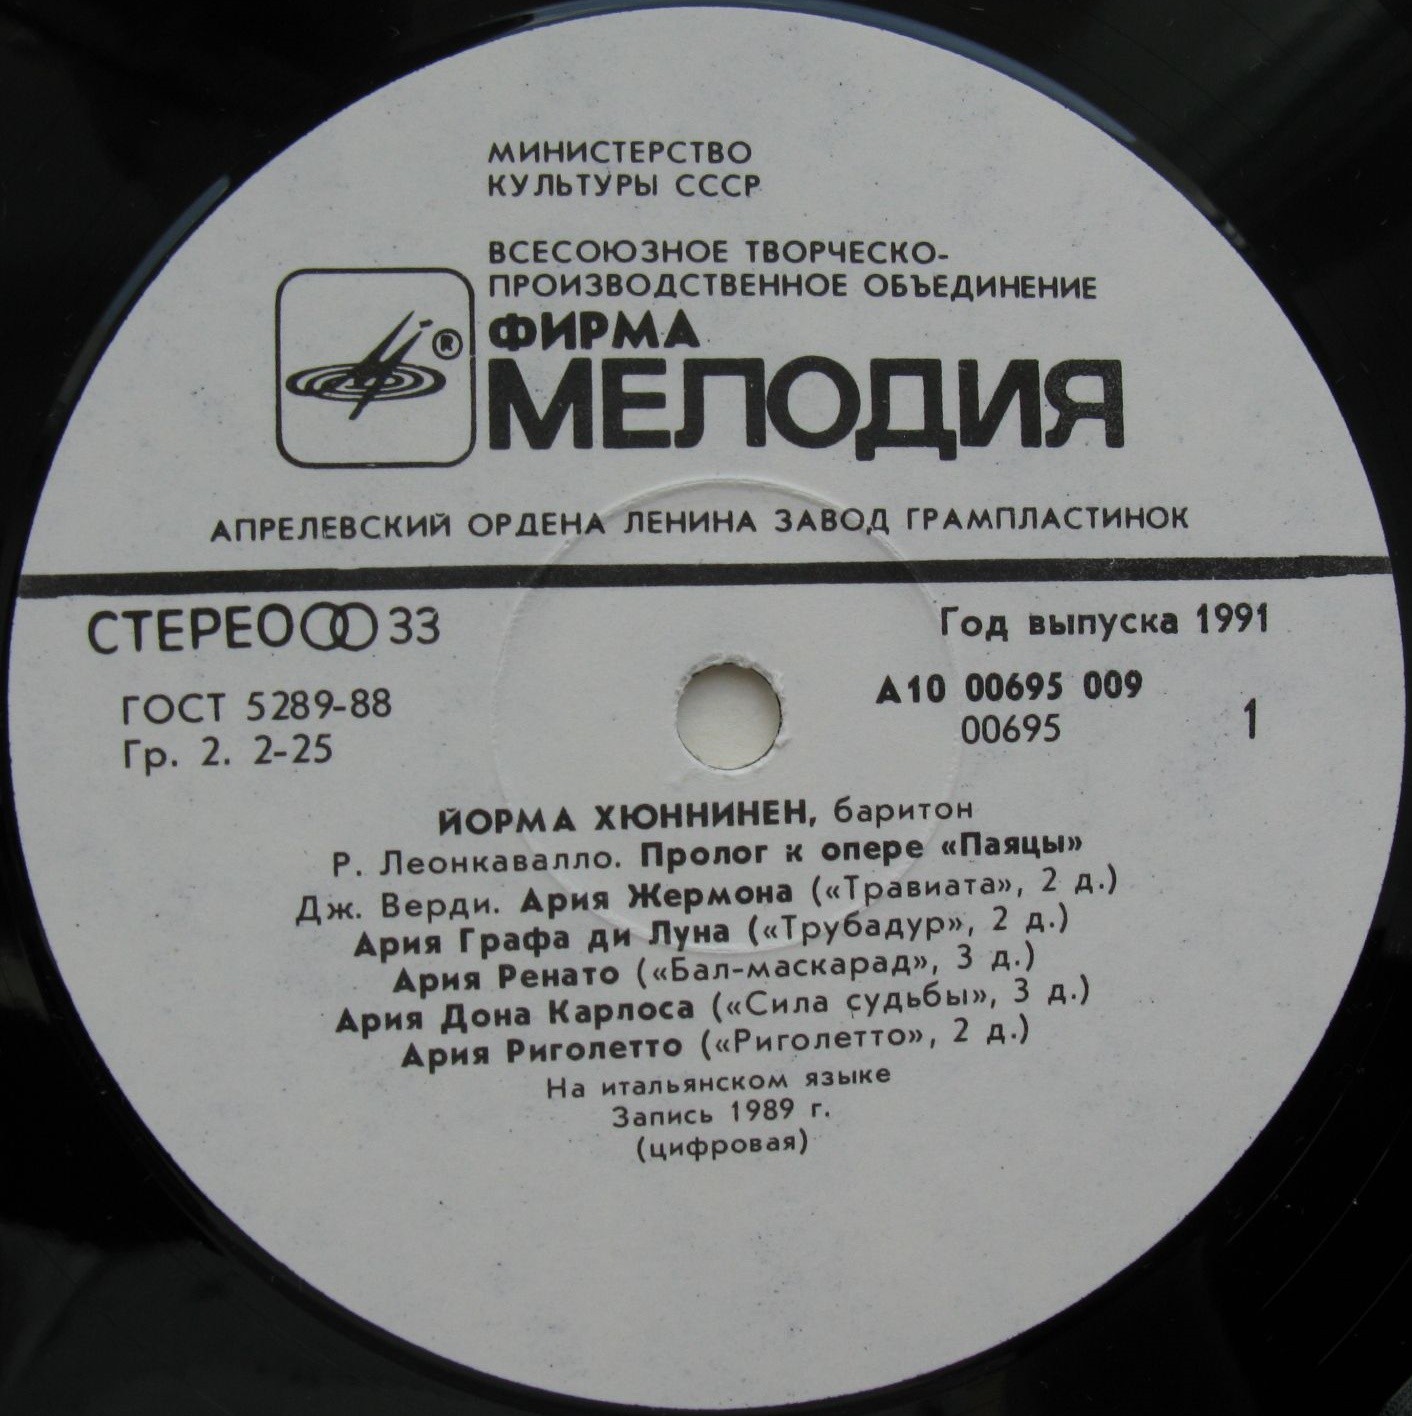 МИНИСТЕРСТВО
КУЛЬТУРЫ СССР
ВСЕСОЮЗНОЕ ТВОРЧЕСКО-
ПРОИЗВОДСТВЕННОЕ ОБЪЕДИНЕНИЕ
ФИРМА
®
МЕЛОДИЯ
АПРЕЛЕВСКИЙ ОРДЕНА ЛЕНИНА ЗАВОД ГРАМПЛАСТИНОК
СТЕРЕО 33
Год выпуска 1991
ГОСТ 5289-88
А10 00695 009
Гр. 2. 2-25
00695
1
ЙОРМА ХЮННИНЕН, баритон
Р. Леонкавалло. Пролог к опере «Паяцы»
Дж. Верди. Ария Жермона («Травиата», 2 д.)
Ария Графа ди Луна («Трубадур», 2 д.)
Ария Ренато («Бал-маскарад», 3 д.)
Ария Дона Карлоса («Сила судьбы», 3 д.)
Ария Риголетто («Риголетто», 2 д.)
На итальянском языке
Запись 1989 г.
(цифровая)